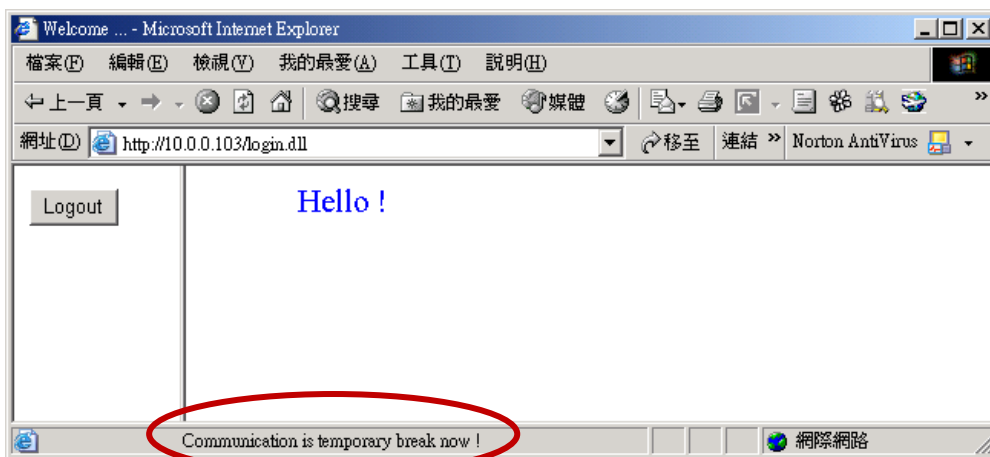 Welcome ... - Microsoft Internet Explorer
檔案(F) 編輯(E) 檢視(V) 我的最愛(A) 工具(T) 說明(H)
上一頁 搜尋 我的最愛 媒體 »
網址(D) http://10.0.0.103/login.dll 移至 連結 » Norton AntiVirus
Logout
Hello !
Communication is temporary break now ! 網際網路